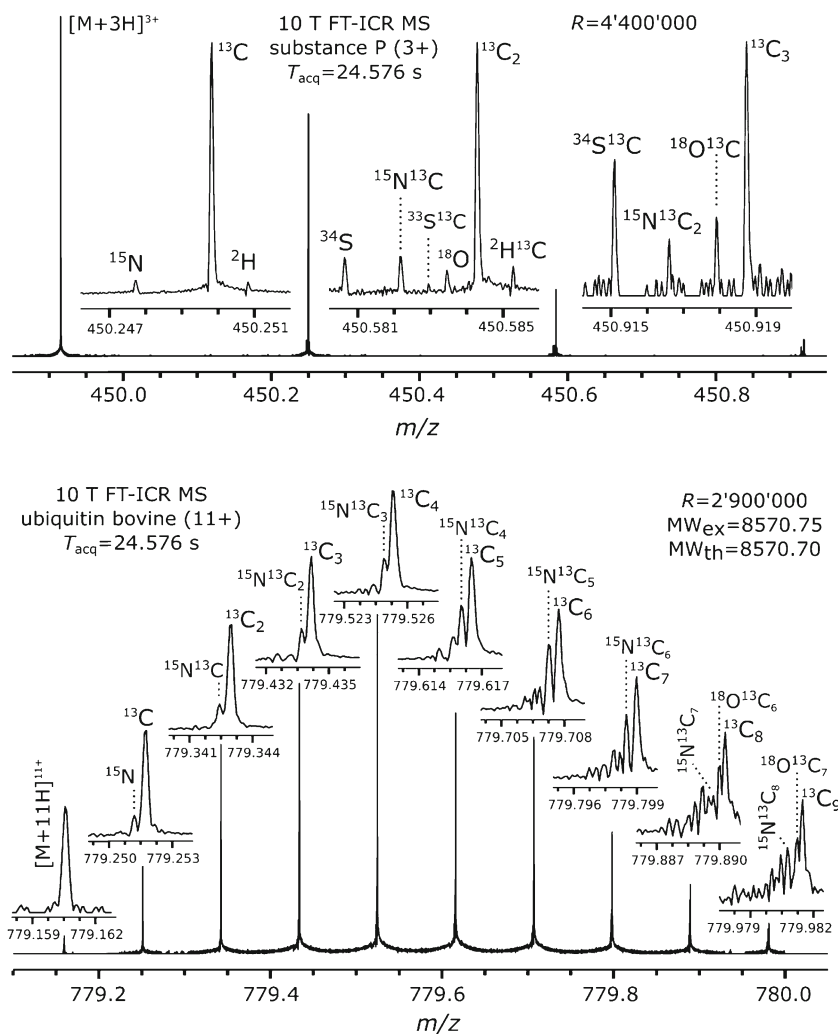 [M+3H]³⁺
10 T FT-ICR MS
substance P (3+)
T_acq=24.576 s
R=4'400'000
¹³C
¹³C₂
¹³C₃
³⁴S¹³C
¹⁸O¹³C
¹⁵N¹³C
³³S¹³C
¹⁵N¹³C₂
¹⁵N
²H
³⁴S
¹⁸O
²H¹³C
450.247 450.251
450.581 450.585
450.915 450.919
450.0 450.2 450.4 450.6 450.8
m/z
10 T FT-ICR MS
ubiquitin bovine (11+)
T_acq=24.576 s
R=2'900'000
MW_ex=8570.75
MW_th=8570.70
[M+11H]¹¹⁺
779.159 779.162
¹⁵N
¹³C
779.250 779.253
¹⁵N¹³C
¹³C₂
779.341 779.344
¹⁵N¹³C₂
¹³C₃
779.432 779.435
¹⁵N¹³C₃
¹³C₄
779.523 779.526
¹⁵N¹³C₄
¹³C₅
779.614 779.617
¹⁵N¹³C₅
¹³C₆
779.705 779.708
¹⁵N¹³C₆
¹³C₇
779.796 779.799
¹⁵N¹³C₇
¹⁸O¹³C₆
¹³C₈
779.887 779.890
¹⁵N¹³C₈
¹⁸O¹³C₇
¹³C₉
779.979 779.982
779.2 779.4 779.6 779.8 780.0
m/z